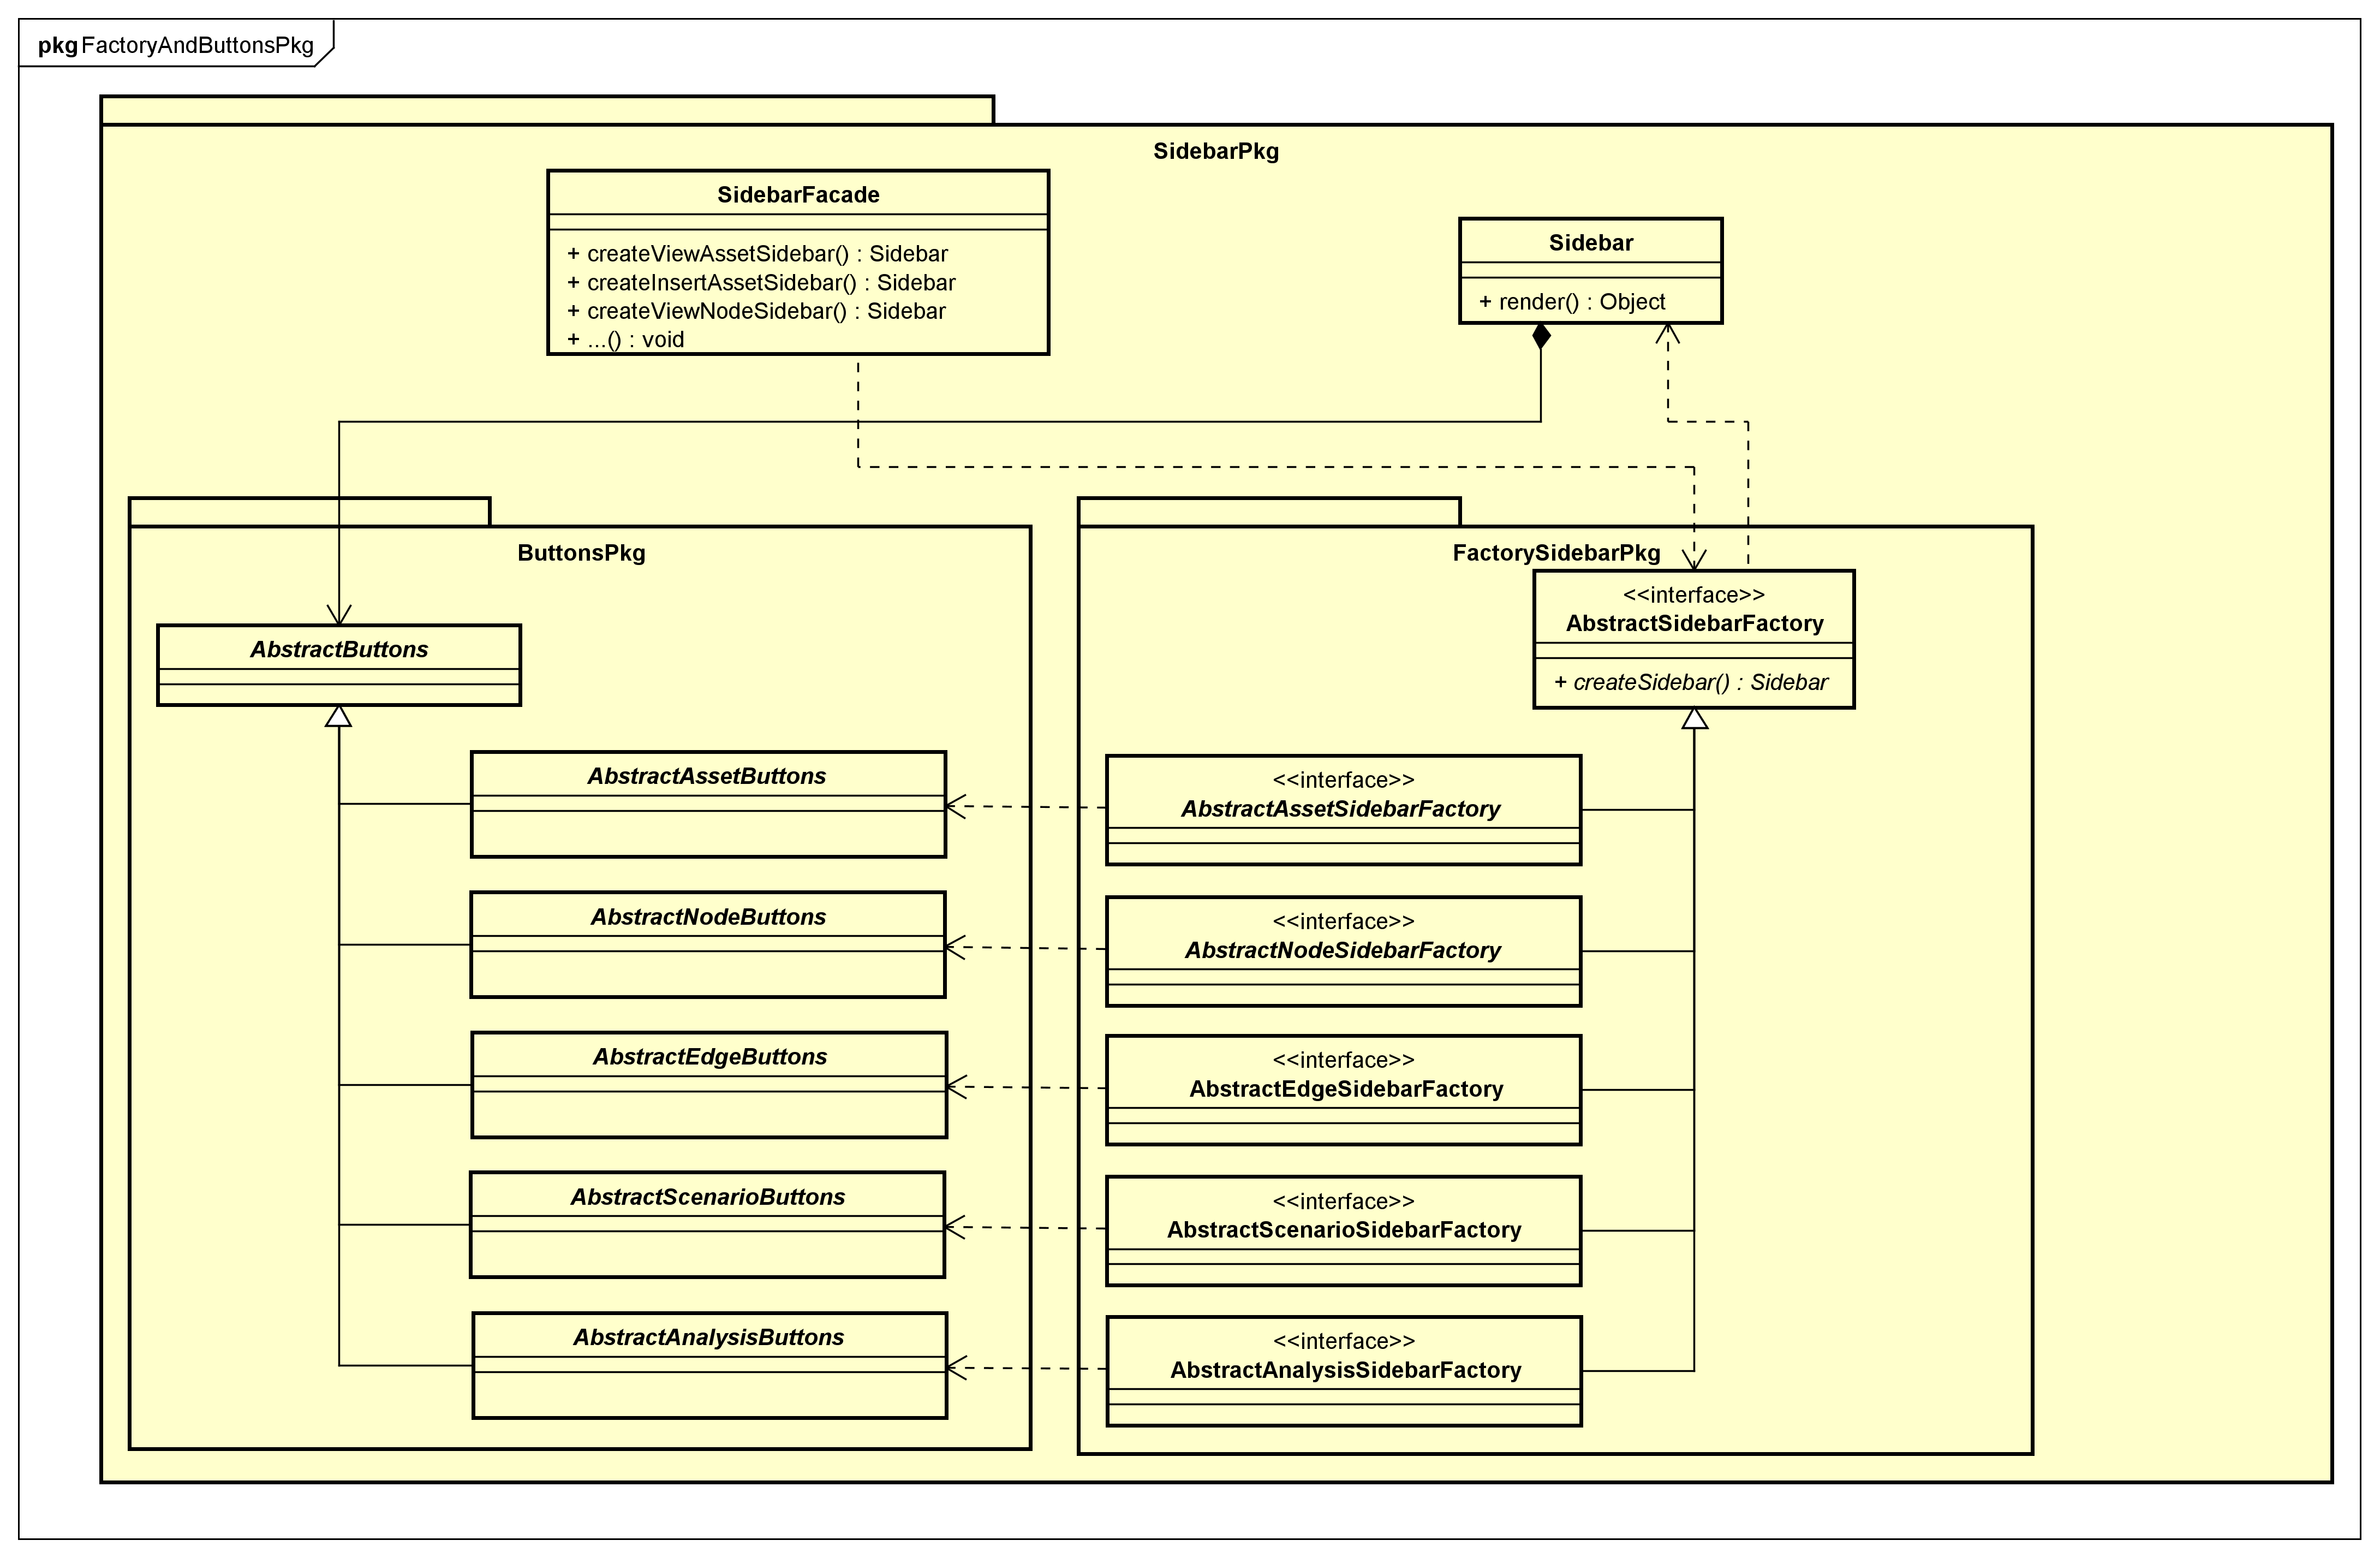 pkg FactoryAndButtonsPkg
SidebarPkg
SidebarFacade
+ createViewAssetSidebar() : Sidebar
+ createInsertAssetSidebar() : Sidebar
+ createViewNodeSidebar() : Sidebar
+ ...() : void
Sidebar
+ render() : Object
ButtonsPkg
AbstractButtons
AbstractAssetButtons
AbstractNodeButtons
AbstractEdgeButtons
AbstractScenarioButtons
AbstractAnalysisButtons
FactorySidebarPkg
<<interface>>
AbstractSidebarFactory
+ createSidebar() : Sidebar
<<interface>>
AbstractAssetSidebarFactory
<<interface>>
AbstractNodeSidebarFactory
<<interface>>
AbstractEdgeSidebarFactory
<<interface>>
AbstractScenarioSidebarFactory
<<interface>>
AbstractAnalysisSidebarFactory